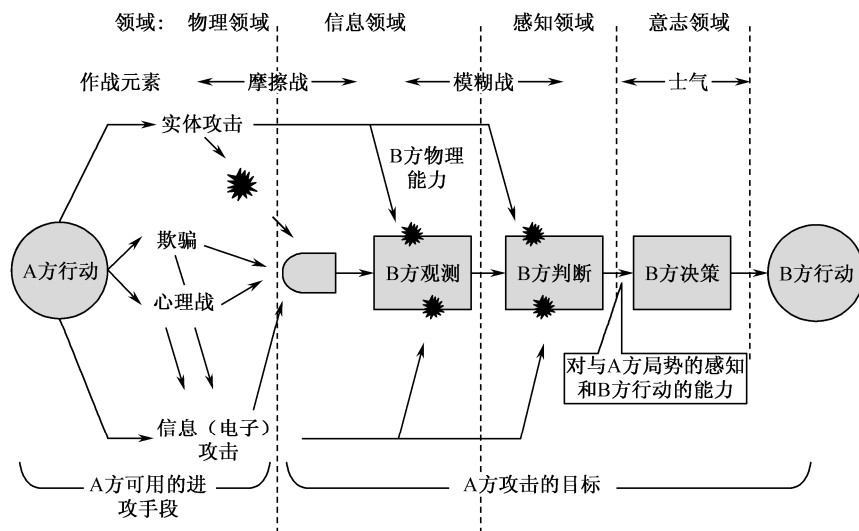 领域： 物理领域 信息领域 感知领域 意志领域
作战元素 摩擦战 模糊战 士气
实体攻击
B方物理
能力
A方行动
欺骗
心理战
B方观测 B方判断 B方决策 B方行动
对与A方局势的感知
和B方行动的能力
信息（电子）
攻击
A方可用的进
攻手段
A方攻击的目标